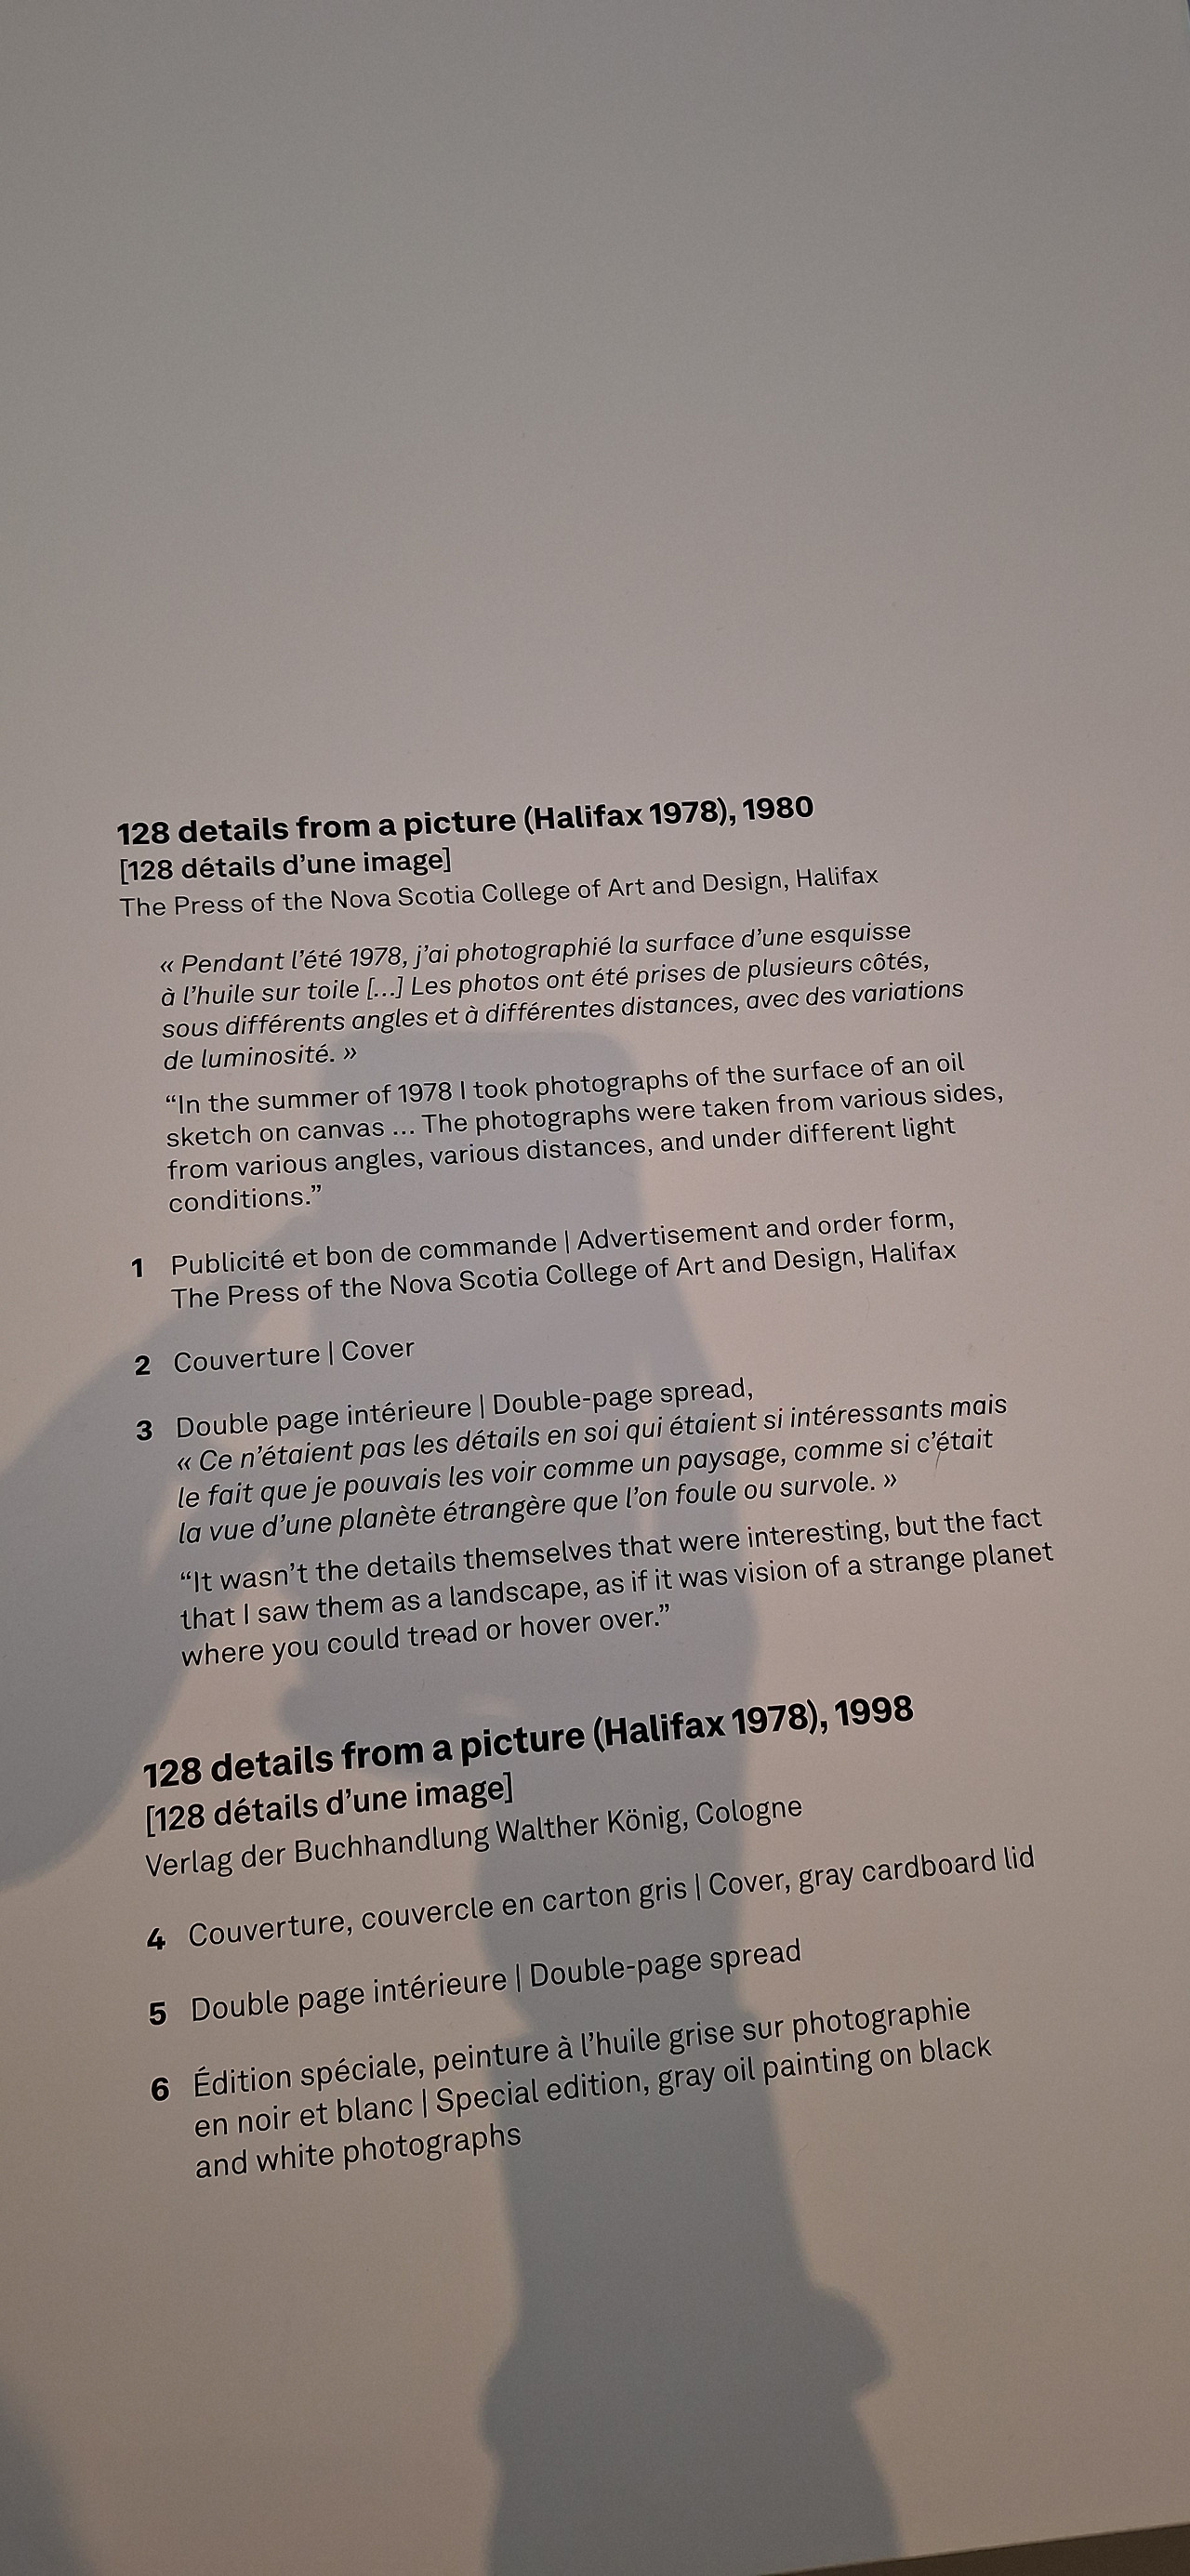 128 details from a picture (Halifax 1978), 1980
[128 détails d’une image]
The Press of the Nova Scotia College of Art and Design, Halifax
« Pendant l’été 1978, j’ai photographié la surface d’une esquisse
à l’huile sur toile [...] Les photos ont été prises de plusieurs côtés,
sous différents angles et à différentes distances, avec des variations
de luminosité. »
“In the summer of 1978 I took photographs of the surface of an oil
sketch on canvas ... The photographs were taken from various sides,
from various angles, various distances, and under different light
conditions.”
1 Publicité et bon de commande | Advertisement and order form,
The Press of the Nova Scotia College of Art and Design, Halifax
2 Couverture | Cover
3 Double page intérieure | Double-page spread,
« Ce n’étaient pas les détails en soi qui étaient si intéressants mais
le fait que je pouvais les voir comme un paysage, comme si c’était
la vue d’une planète étrangère que l’on foule ou survole. »
“It wasn’t the details themselves that were interesting, but the fact
that I saw them as a landscape, as if it was vision of a strange planet
where you could tread or hover over.”
128 details from a picture (Halifax 1978), 1998
[128 détails d’une image]
Verlag der Buchhandlung Walther König, Cologne
4 Couverture, couvercle en carton gris | Cover, gray cardboard lid
5 Double page intérieure | Double-page spread
6 Édition spéciale, peinture à l’huile grise sur photographie
en noir et blanc | Special edition, gray oil painting on black
and white photographs